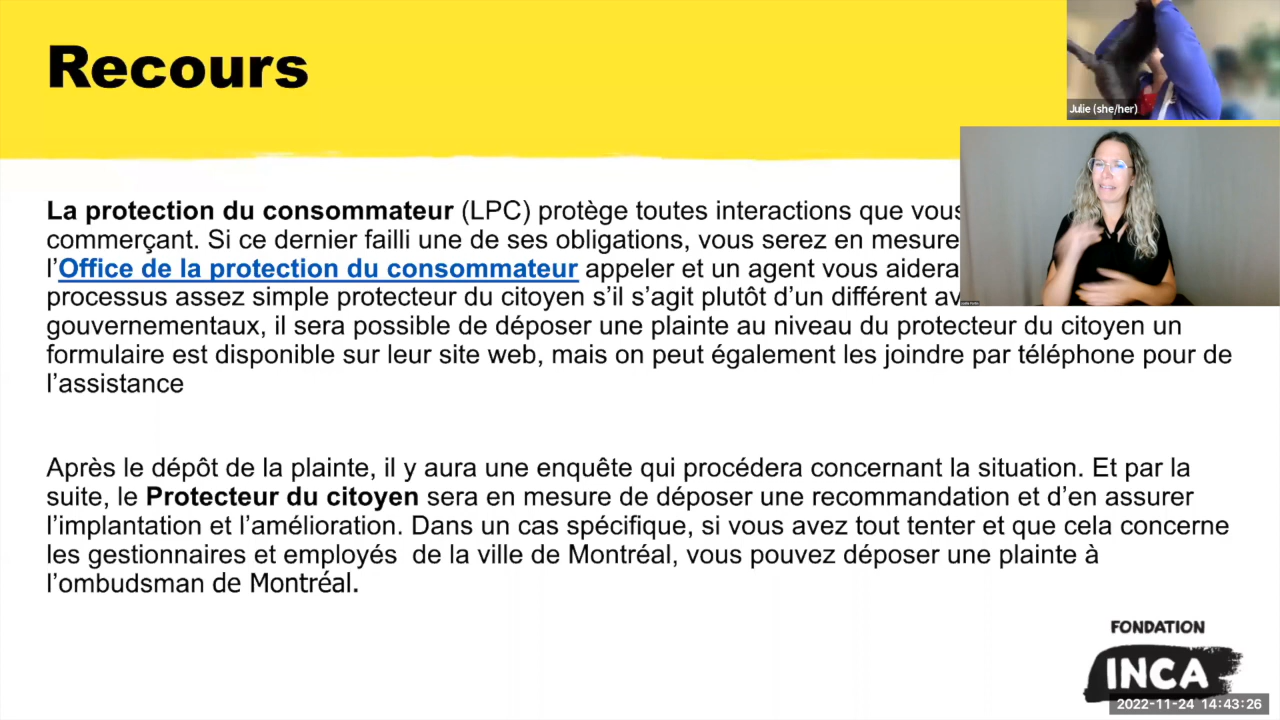 Recours
Julie (she/her)
La protection du consommateur (LPC) protège toutes interactions que vous
commerçant. Si ce dernier failli une de ses obligations, vous serez en mesure
l’Office de la protection du consommateur appeler et un agent vous aidera
processus assez simple protecteur du citoyen s’il s’agit plutôt d’un différent av
gouvernementaux, il sera possible de déposer une plainte au niveau du protecteur du citoyen un
formulaire est disponible sur leur site web, mais on peut également les joindre par téléphone pour de
l’assistance
Après le dépôt de la plainte, il y aura une enquête qui procédera concernant la situation. Et par la
suite, le Protecteur du citoyen sera en mesure de déposer une recommandation et d’en assurer
l’implantation et l’amélioration. Dans un cas spécifique, si vous avez tout tenter et que cela concerne
les gestionnaires et employés  de la ville de Montréal, vous pouvez déposer une plainte à
l’ombudsman de Montréal.
FONDATION
INCA
2022-11-24 14:43:26